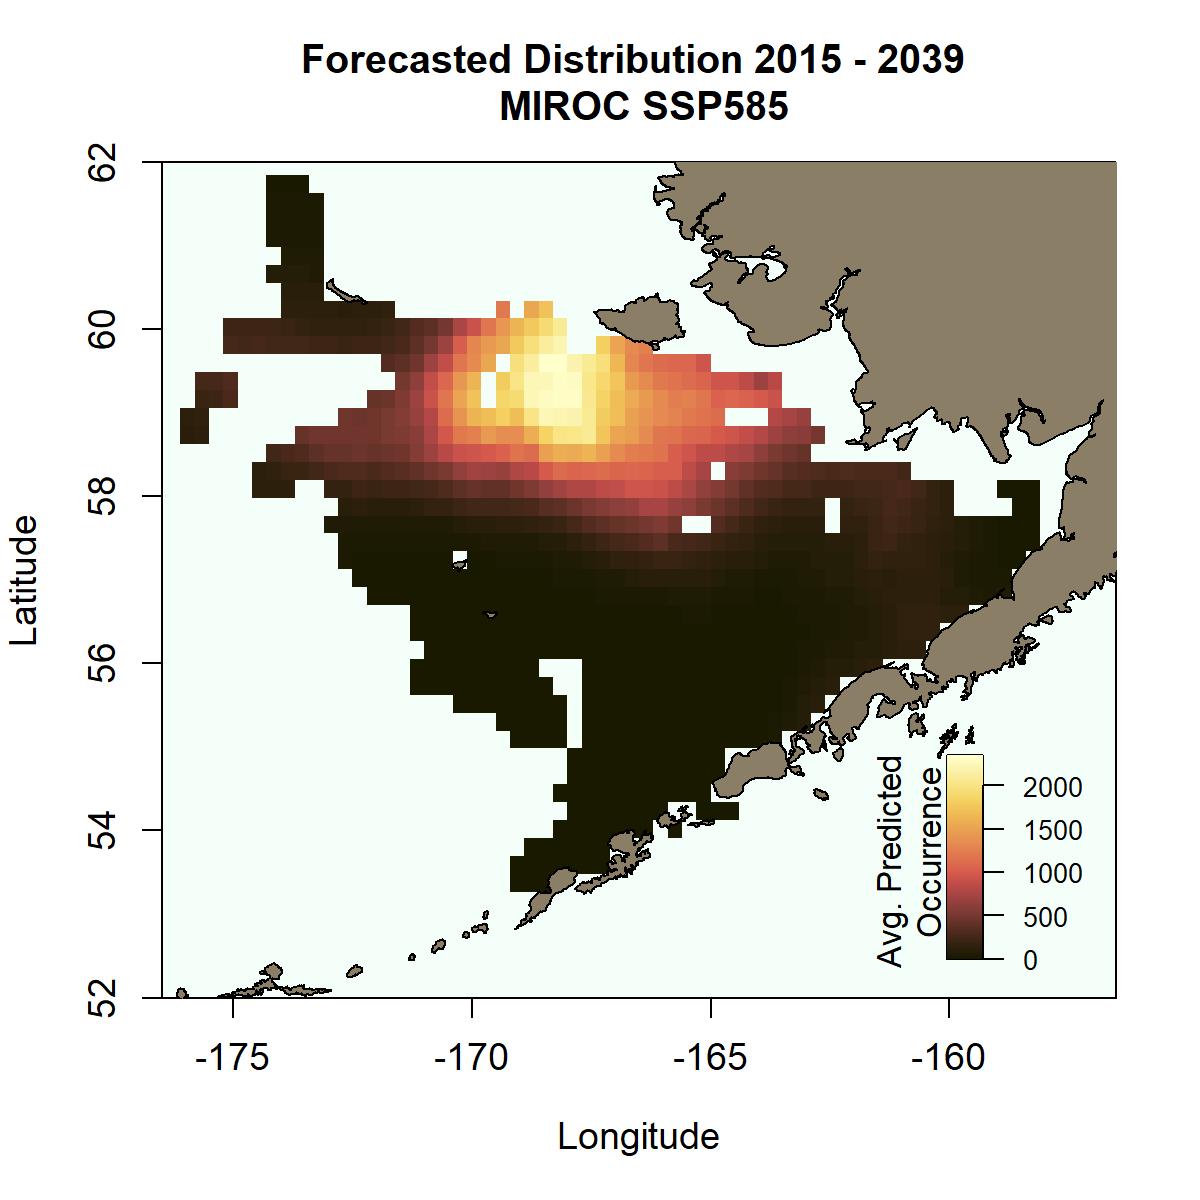 Forecasted Distribution 2015 - 2039
MIROC SSP585
62
60
58
56
54
52
Latitude
-175
-170
-165
-160
Longitude
Avg. Predicted
Occurrence
2000
1500
1000
500
0